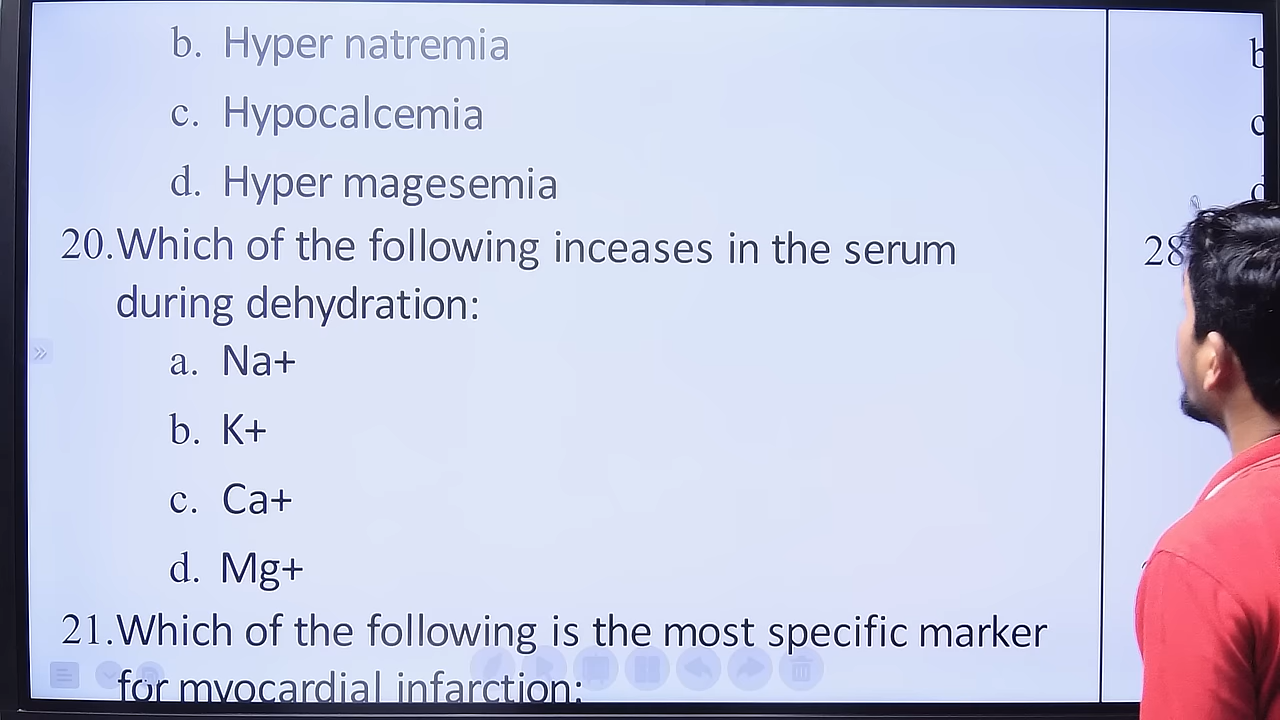 b. Hyper natremia
c. Hypocalcemia
d. Hyper magesemia
20.Which of the following inceases in the serum
during dehydration:
a. Na+
b. K+
c. Ca+
d. Mg+
21.Which of the following is the most specific marker
for myocardial infarction:
b
c
d
28